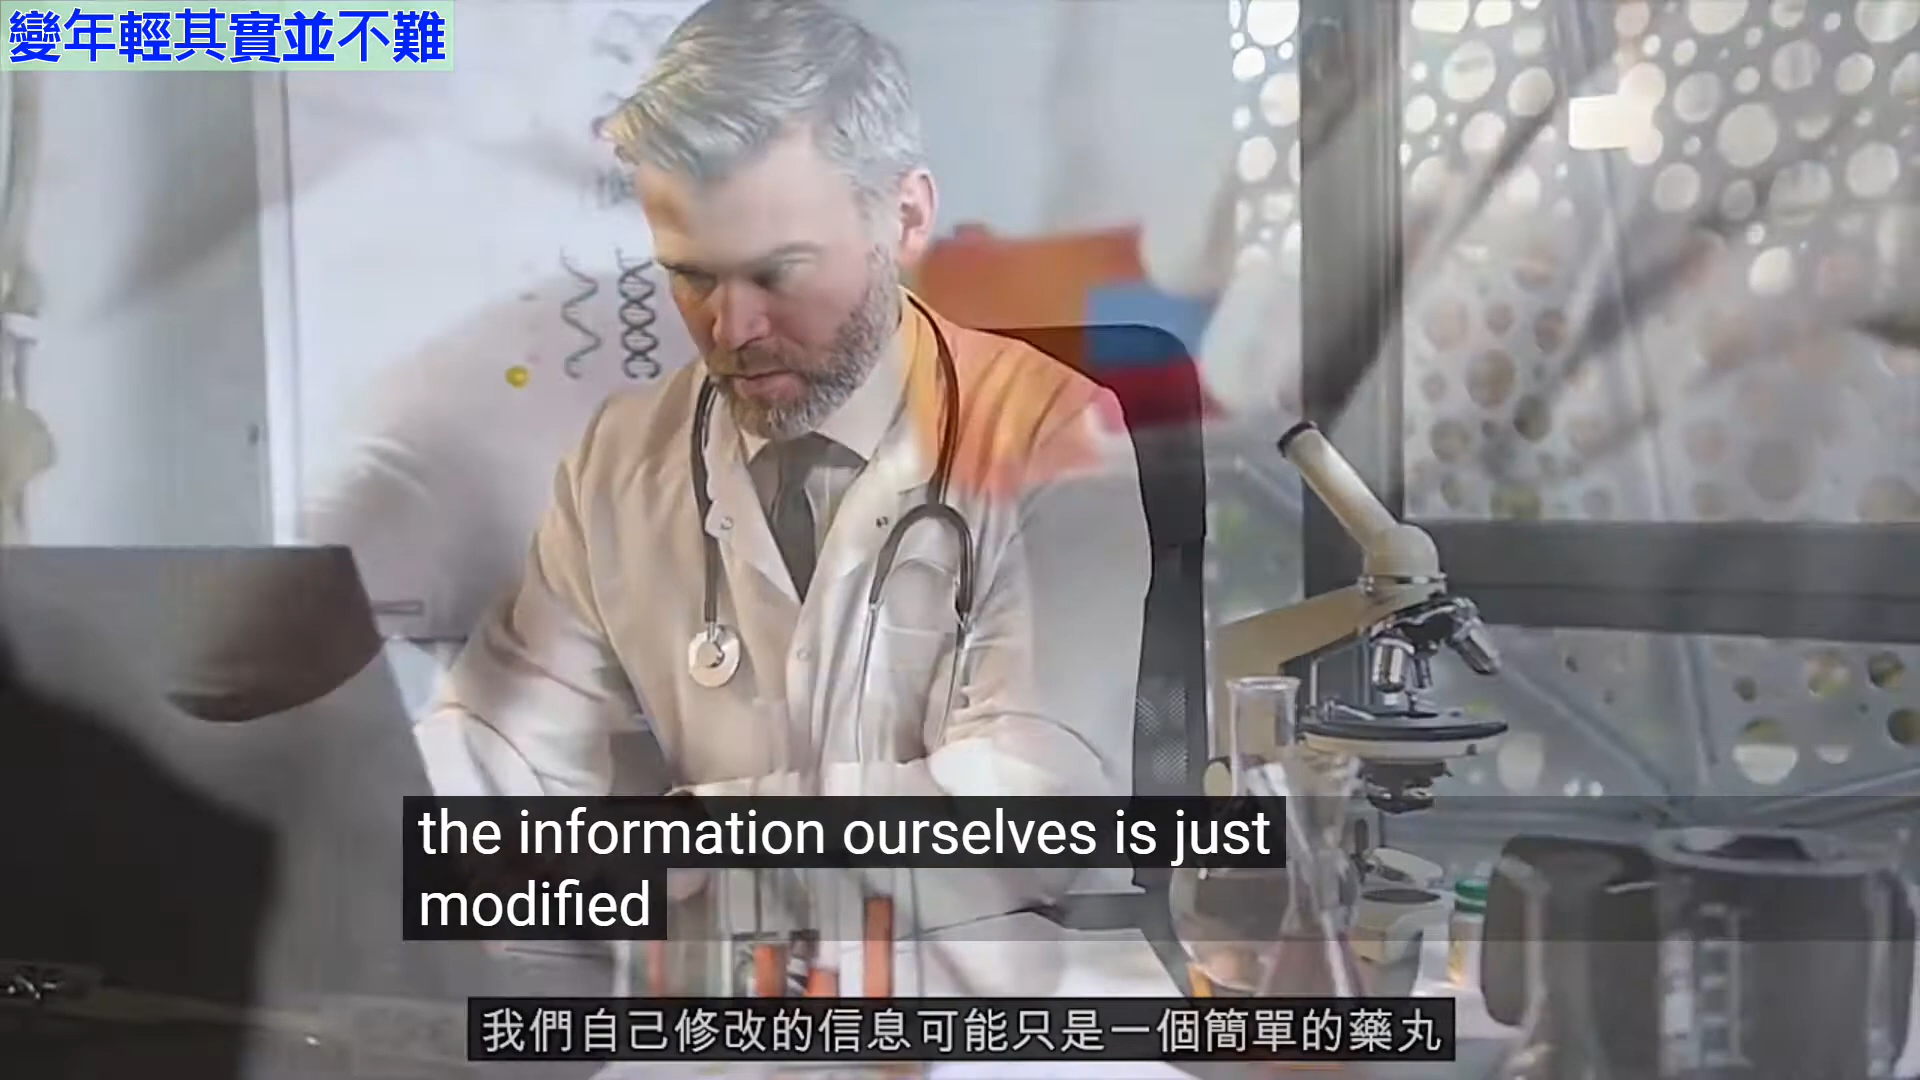 變年輕其實並不難
the information ourselves is just
modified
我們自己修改的信息可能只是一個簡單的藥丸